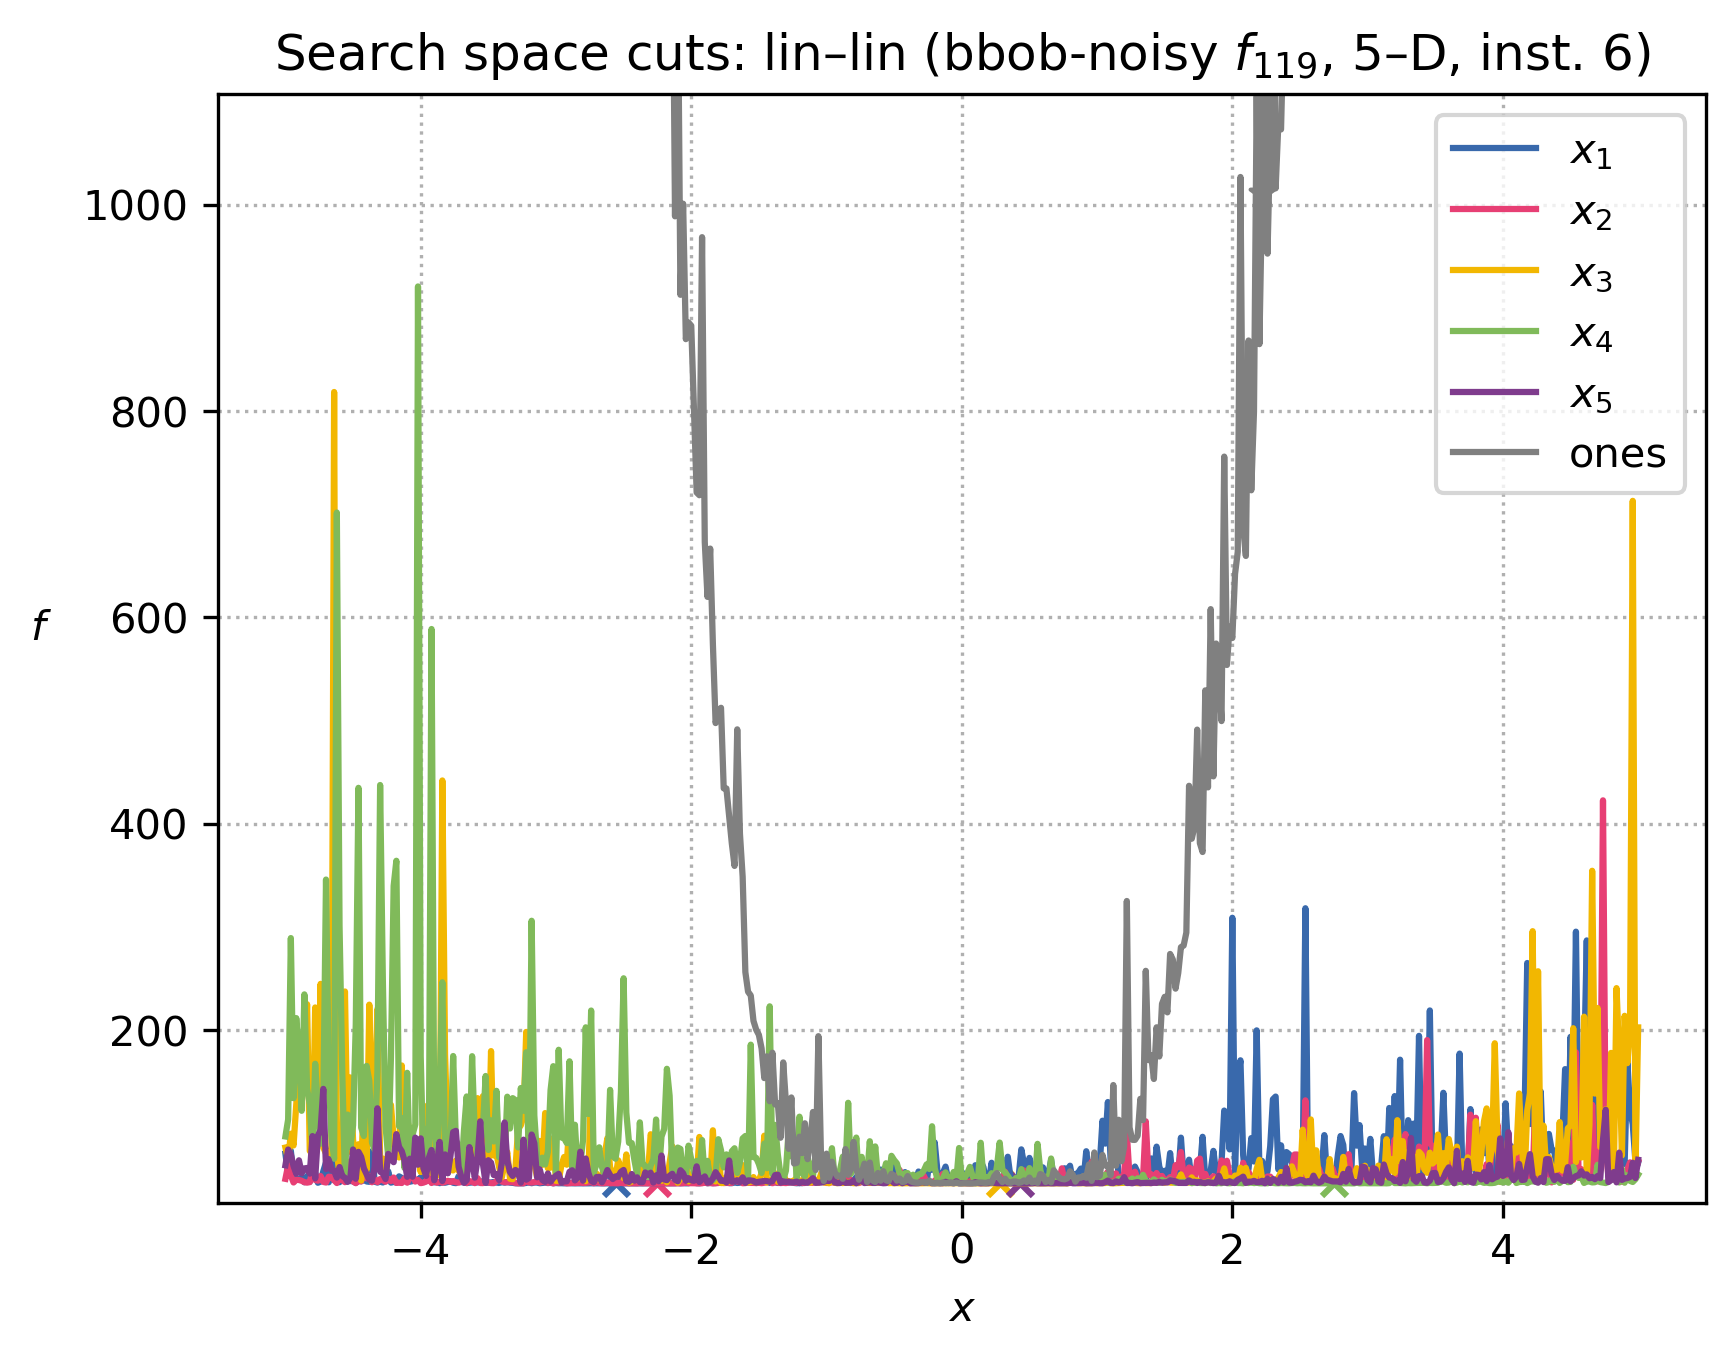 Search space cuts: lin–lin (bbob-noisy f₁₁₉, 5–D, inst. 6)
x₁
x₂
x₃
x₄
x₅
ones
1000
800
600
400
200
f
−4
−2
0
2
4
x